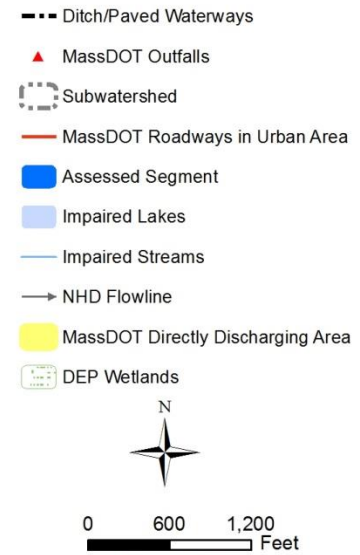 Ditch/Paved Waterways
MassDOT Outfalls
Subwatershed
MassDOT Roadways in Urban Area
Assessed Segment
Impaired Lakes
Impaired Streams
NHD Flowline
MassDOT Directly Discharging Area
DEP Wetlands
N
0 600 1,200
Feet